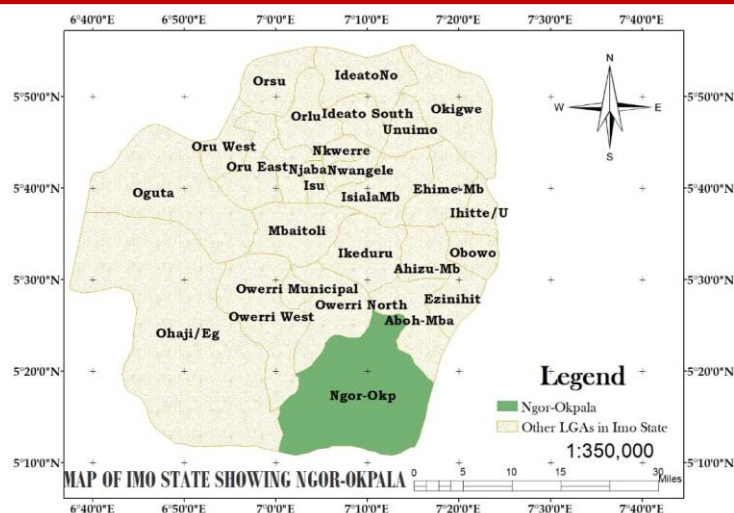 6°40'0"E 6°50'0"E 7°0'0"E 7°10'0"E 7°20'0"E 7°30'0"E 7°40'0"E
N
W E
S
5°50'0"N 5°50'0"N
5°40'0"N 5°40'0"N
5°30'0"N 5°30'0"N
5°20'0"N 5°20'0"N
5°10'0"N 5°10'0"N
Orsu
IdeatoNo
Orlu
Ideato South
Okigwe
Unuimo
Oru West
Nkwerre
Oru East
Njaba
Nwangele
Isu
Oguta
IsialaMb
Ehime-Mb
Ihitte/U
Mbaitoli
Ikeduru
Obowo
Ahizu-Mb
Owerri Municipal
Owerri North
Ezinihit
Owerri West
Aboh-Mba
Ohaji/Eg
Ngor-Okp
Legend
Ngor-Okpala
Other LGAs in Imo State
1:350,000
MAP OF IMO STATE SHOWING NGOR-OKPALA
0 5 10 15 30
Miles
6°40'0"E 6°50'0"E 7°0'0"E 7°10'0"E 7°20'0"E 7°30'0"E 7°40'0"E